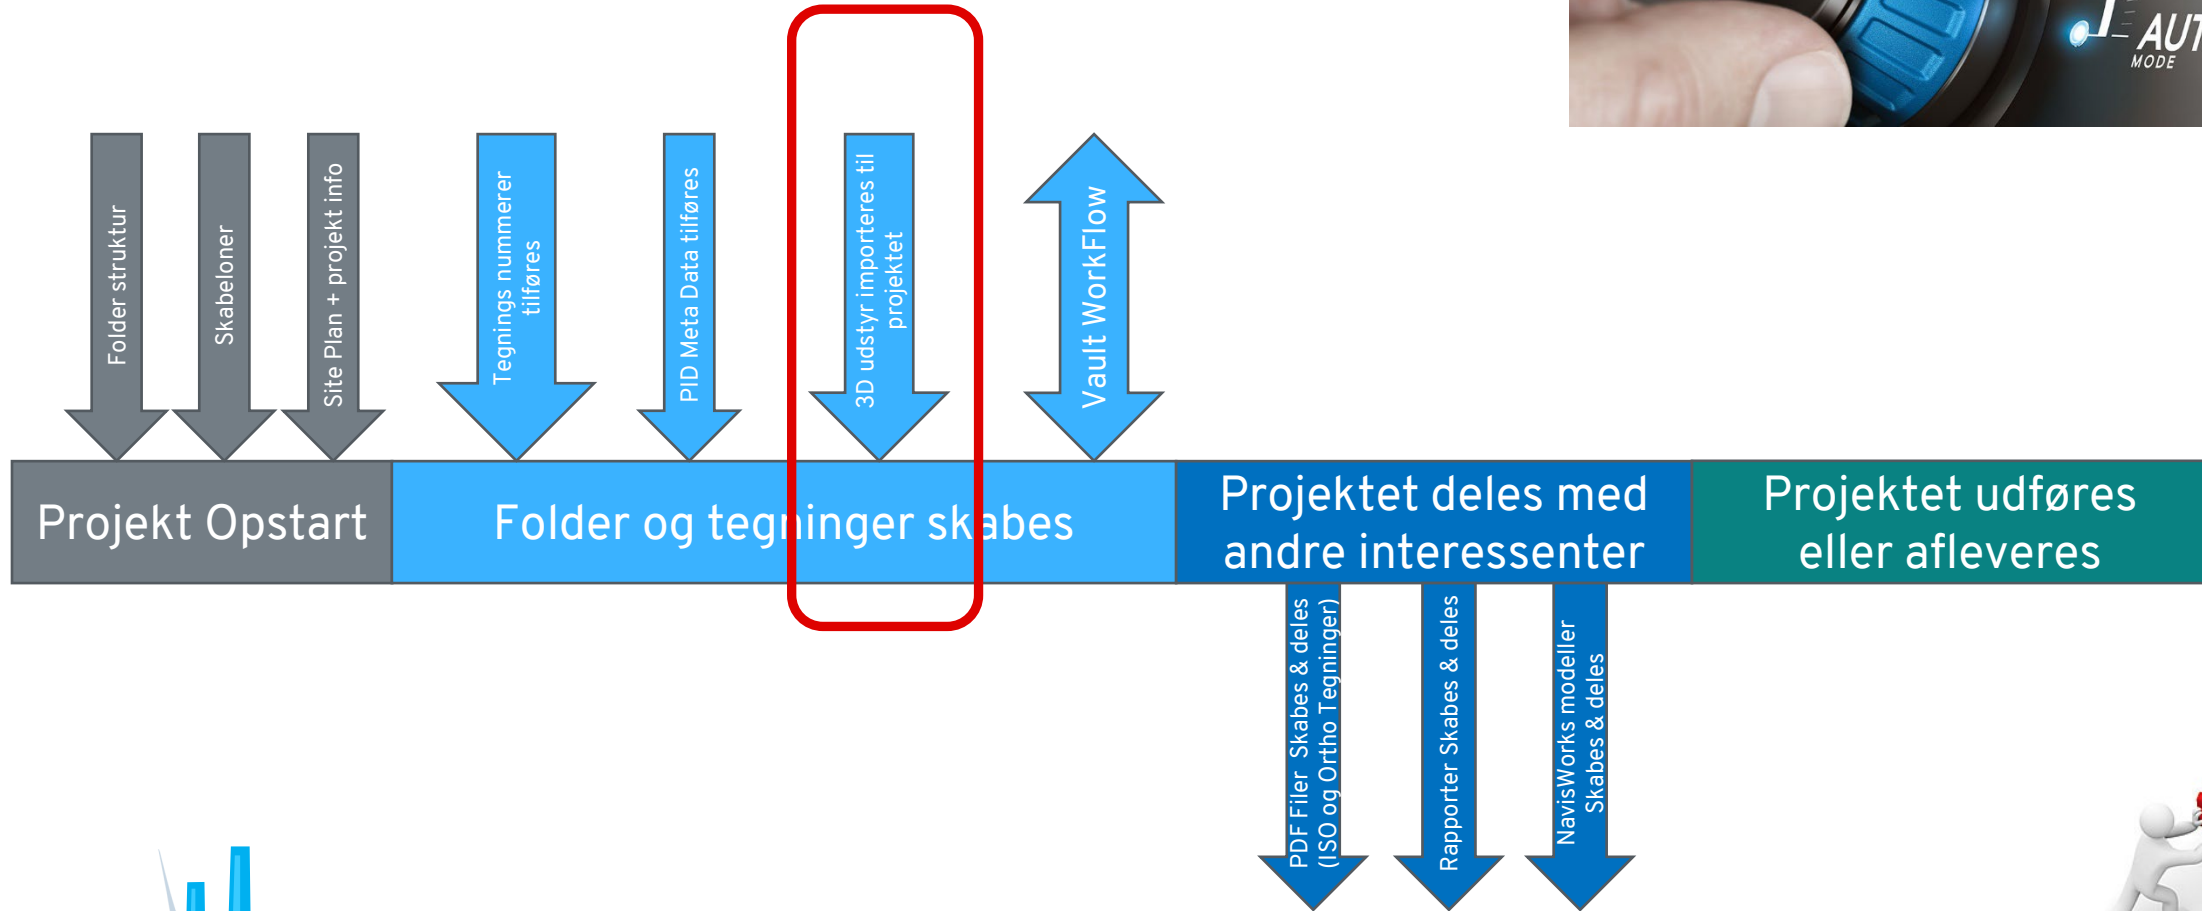 AUT
MODE
Folder struktur
Skabeloner
Site Plan + projekt info
Tegnings nummerer
tilføres
PID Meta Data tilføres
3D udstyr importeres til
projektet
Vault WorkFlow
Projekt Opstart
Folder og tegninger skabes
Projektet deles med
andre interessenter
Projektet udføres
eller afleveres
PDF Filer Skabes & deles
(ISO og Ortho Tegninger)
Rapporter Skabes & deles
NavisWorks modeller
Skabes & deles